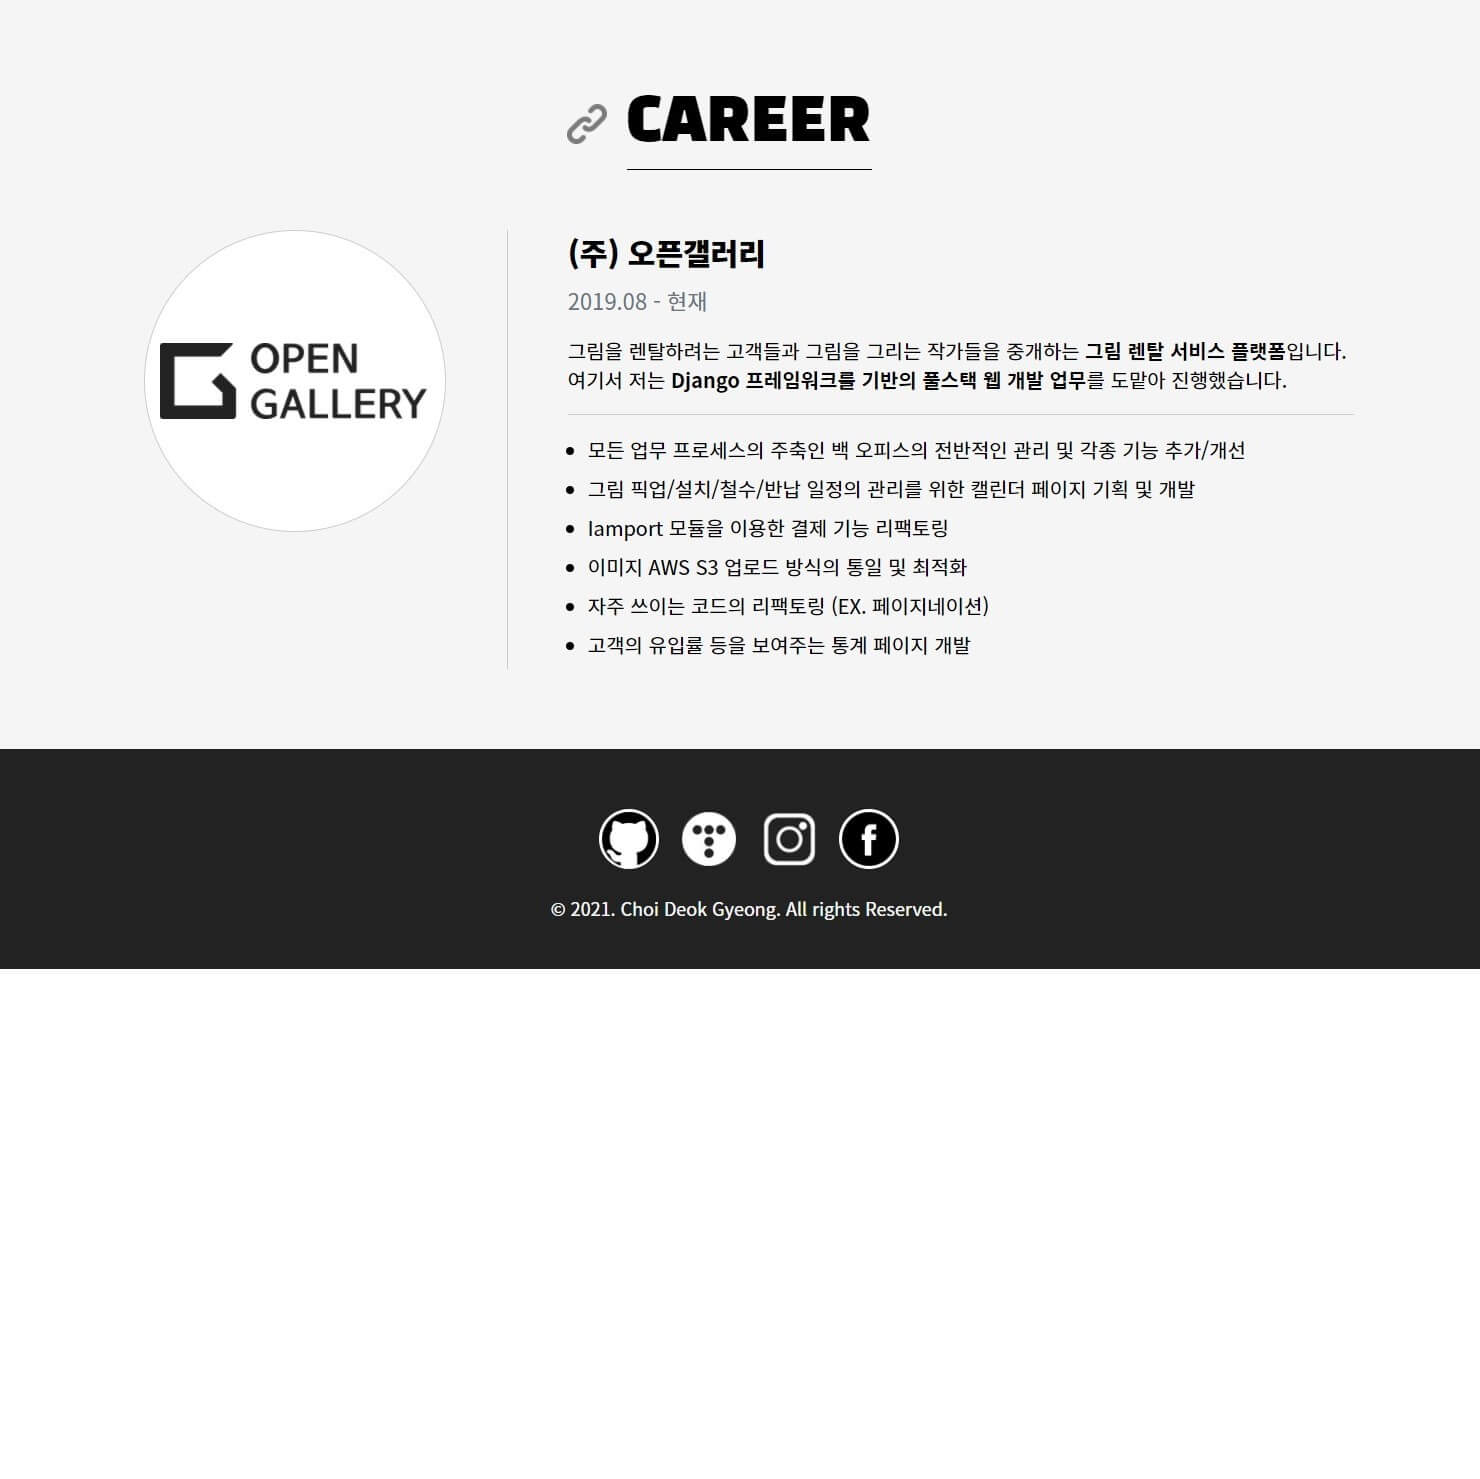 CAREER
OPEN
GALLERY
(주) 오픈갤러리
2019.08 - 현재
그림을 렌탈하려는 고객들과 그림을 그리는 작가들을 중개하는 그림 렌탈 서비스 플랫폼입니다.
여기서 저는 Django 프레임워크를 기반의 풀스택 웹 개발 업무를 도맡아 진행했습니다.
모든 업무 프로세스의 주축인 백 오피스의 전반적인 관리 및 각종 기능 추가/개선
그림 픽업/설치/철수/반납 일정의 관리를 위한 캘린더 페이지 기획 및 개발
Iamport 모듈을 이용한 결제 기능 리팩토링
이미지 AWS S3 업로드 방식의 통일 및 최적화
자주 쓰이는 코드의 리팩토링 (EX. 페이지네이션)
고객의 유입률 등을 보여주는 통계 페이지 개발
© 2021. Choi Deok Gyeong. All rights Reserved.